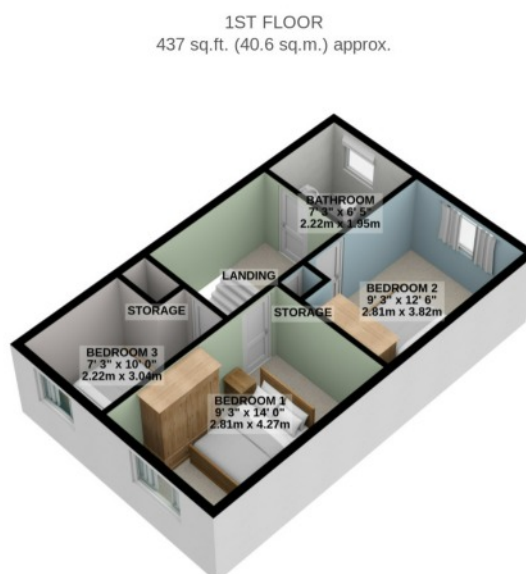 1ST FLOOR
437 sq.ft. (40.6 sq.m.) approx.
BATHROOM
7' 3" x 6' 5"
2.22m x 1.95m
LANDING
BEDROOM 2
9' 3" x 12' 6"
2.81m x 3.82m
STORAGE
STORAGE
BEDROOM 3
7' 3" x 10' 0"
2.22m x 3.04m
BEDROOM 1
9' 3" x 14' 0"
2.81m x 4.27m